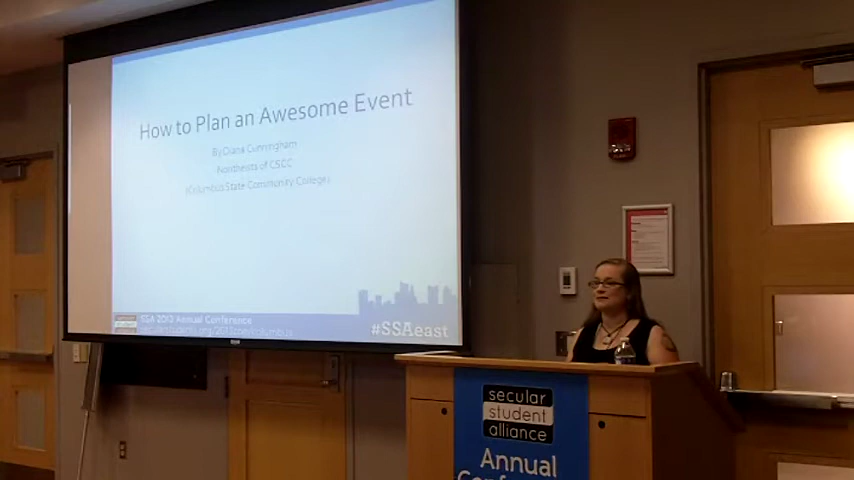 How to Plan an Awesome Event
By Diana Cunningham
Nontheists of CSCC
(Columbus State Community College)
SSA 2013 Annual Conference
#SSAeast
secular
student
alliance
Annual